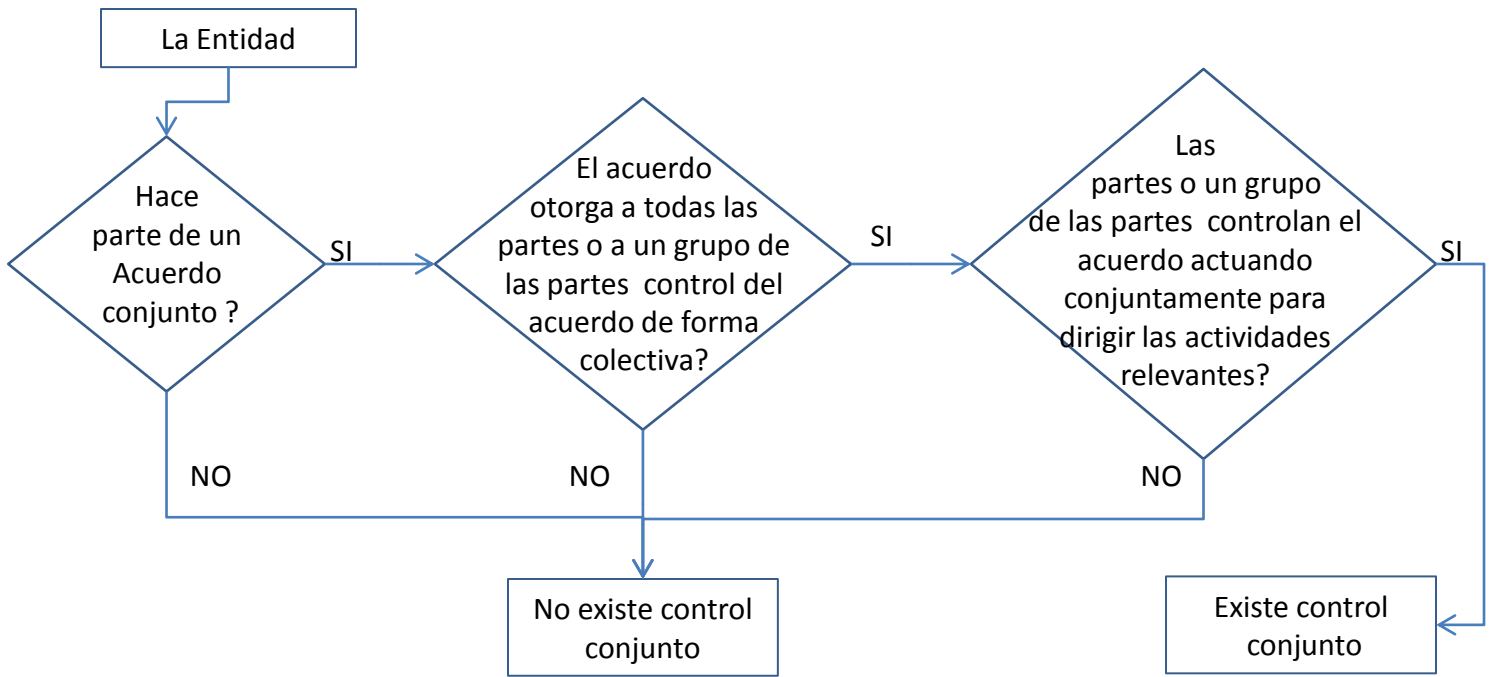 La Entidad
Hace
parte de un
Acuerdo
conjunto ?
SI
NO
El acuerdo
otorga a todas las
partes o a un grupo de
las partes control del
acuerdo de forma
colectiva?
SI
NO
Las
partes o un grupo
de las partes controlan el
acuerdo actuando
conjuntamente para
dirigir las actividades
relevantes?
SI
NO
No existe control
conjunto
Existe control
conjunto